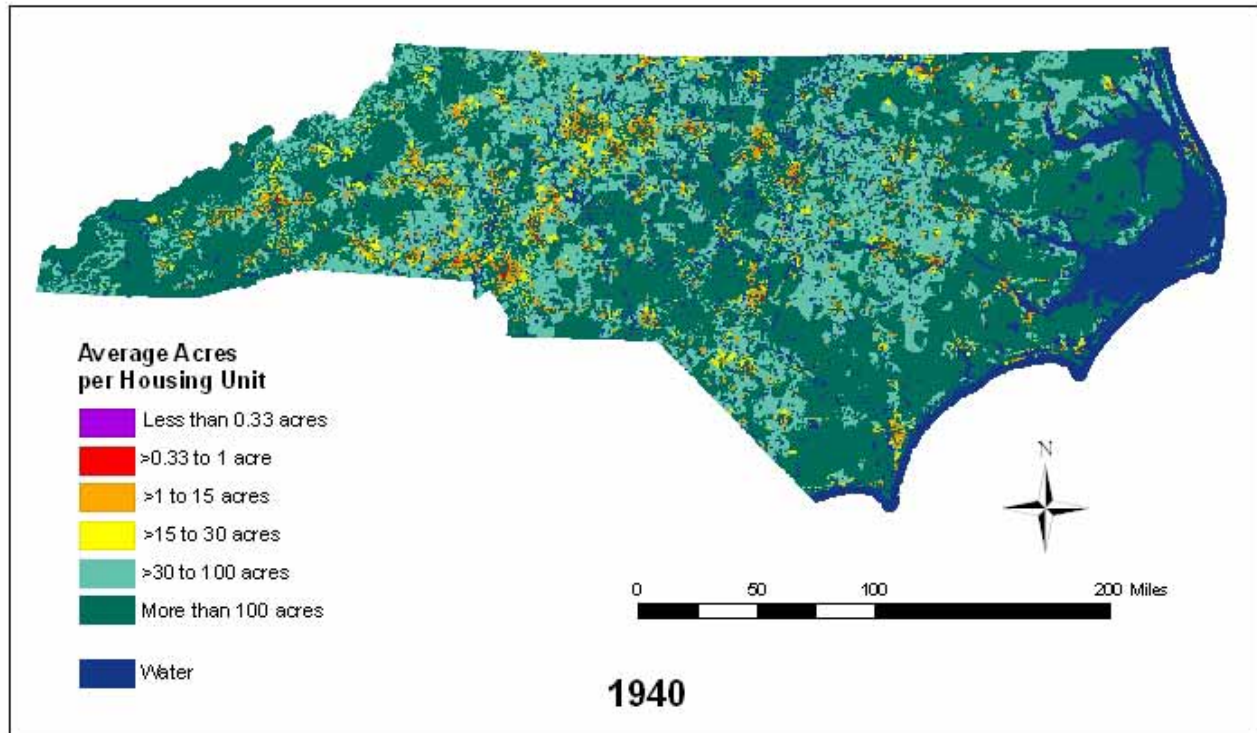 Average Acres
per Housing Unit
Less than 0.33 acres
>0.33 to 1 acre
>1 to 15 acres
>15 to 30 acres
>30 to 100 acres
More than 100 acres
Water
N
0 50 100 200 Miles
1940